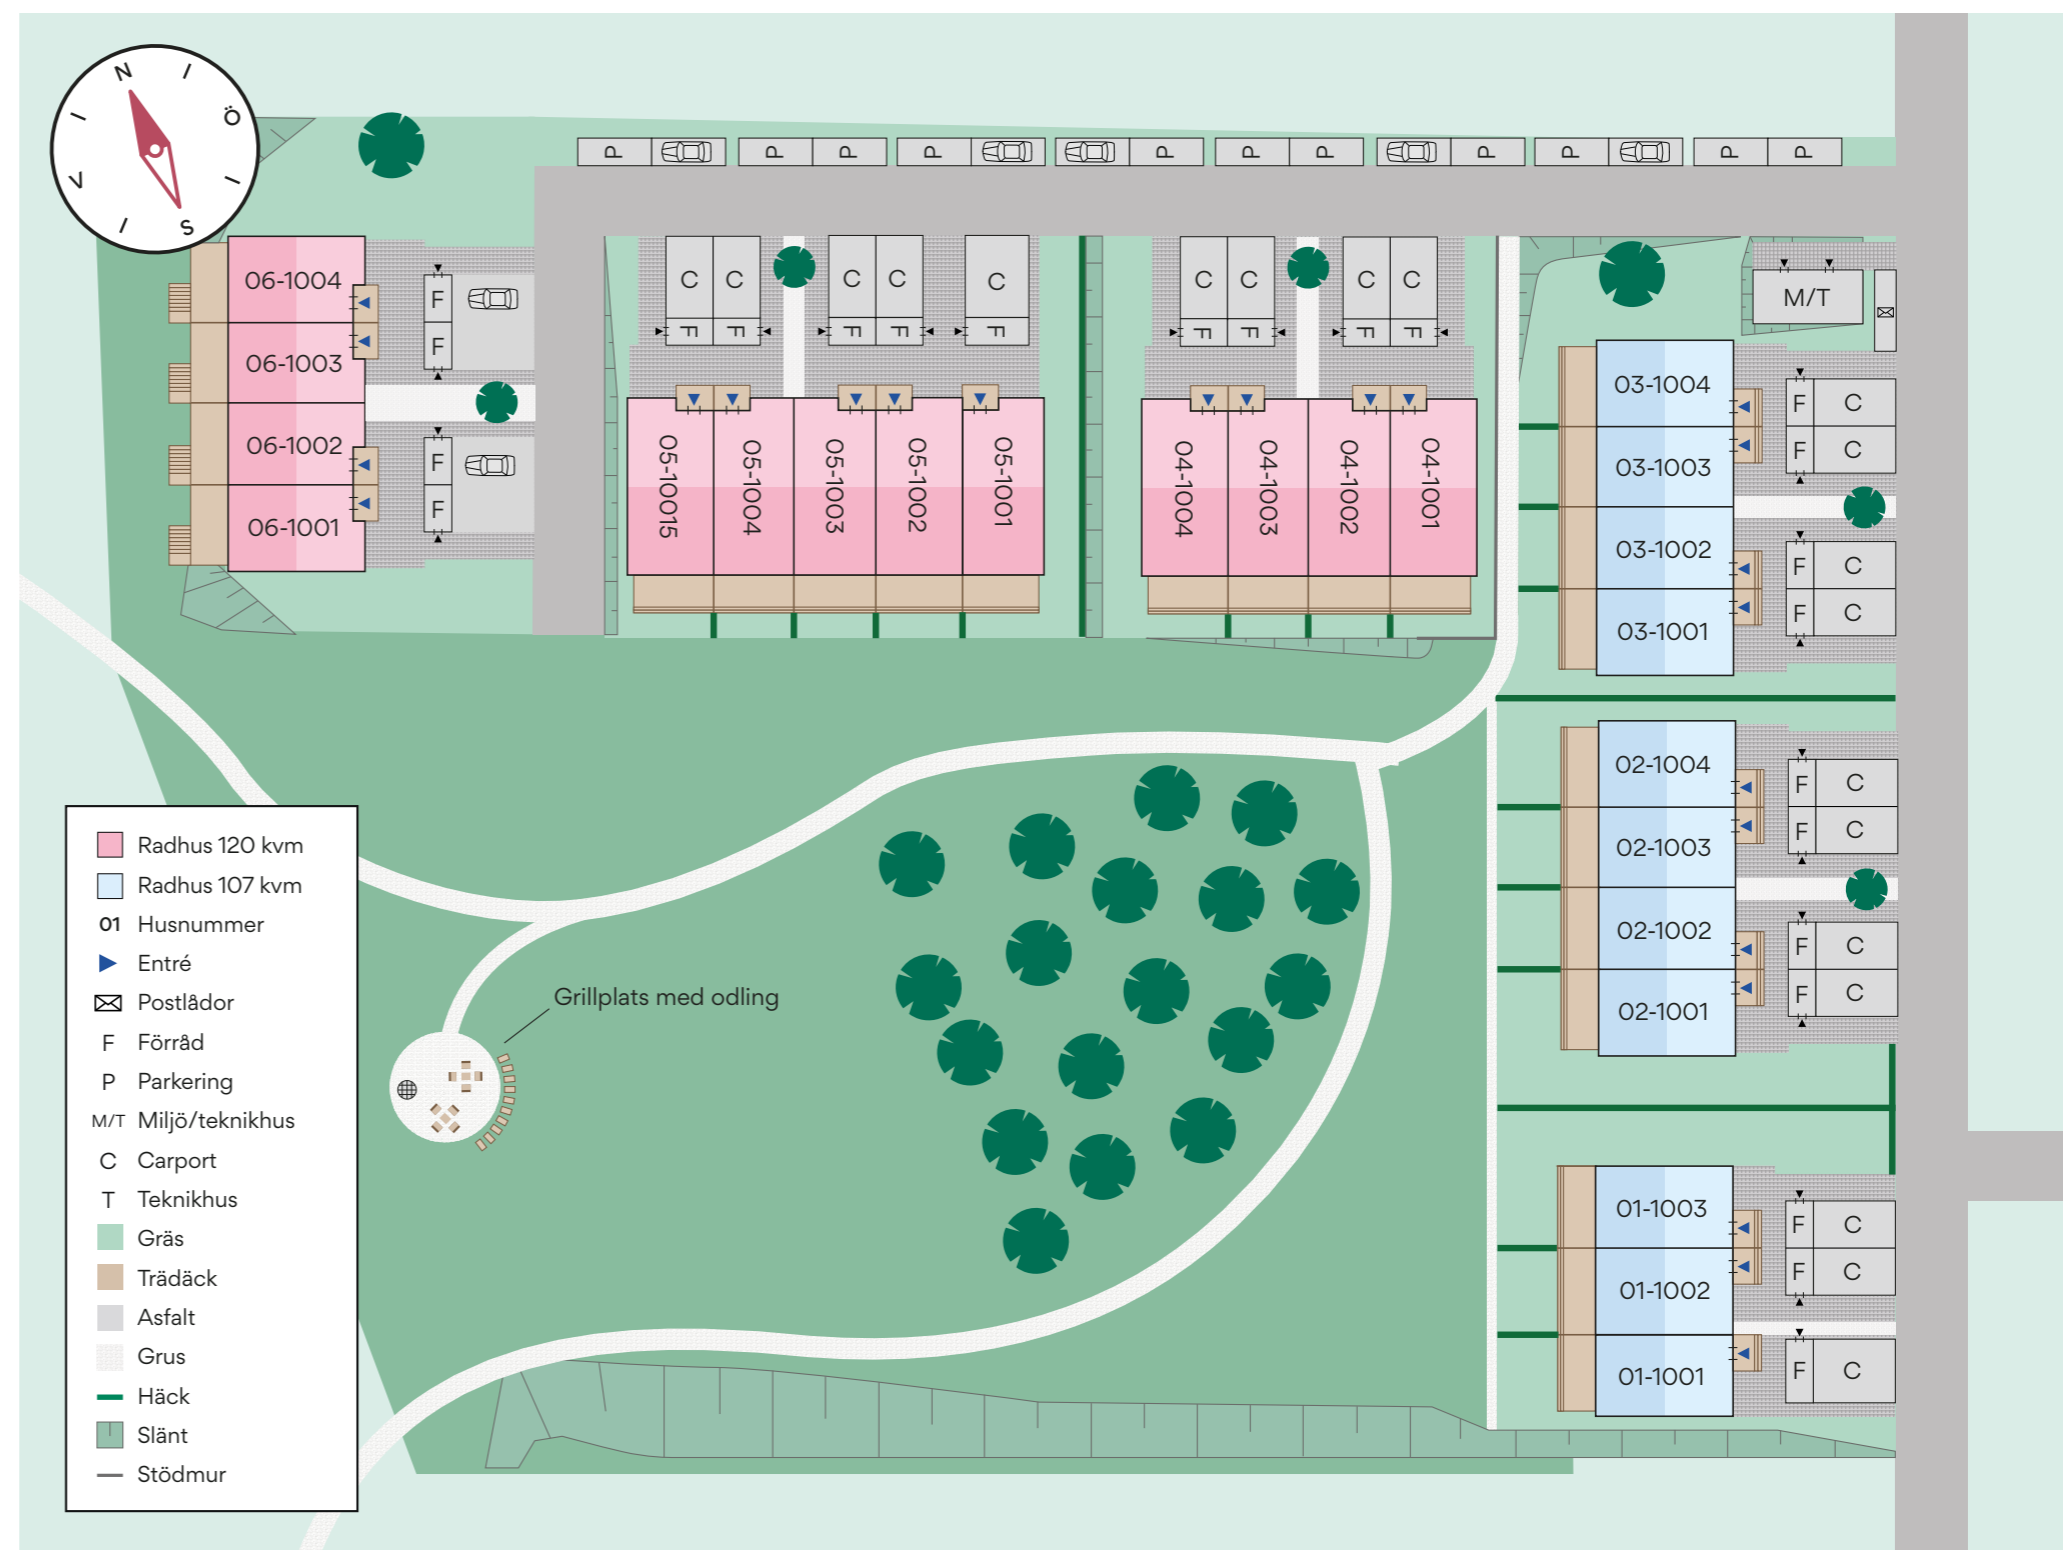 N I Ö I S I V I
P P P P P P P P P P P
06-1004
06-1003
06-1002
06-1001
F
F
F
F
C C C C C
F F F F F
05-10015
05-1004
05-1003
05-1002
05-1001
C C C C
F F F F
04-1004
04-1003
04-1002
04-1001
M/T
03-1004
F C
03-1003
F C
03-1002
F C
03-1001
F C
02-1004
F C
02-1003
F C
02-1002
F C
02-1001
F C
01-1003
F C
01-1002
F C
01-1001
F C
Grillplats med odling
Radhus 120 kvm
Radhus 107 kvm
01 Husnummer
Entré
Postlådor
F Förråd
P Parkering
M/T Miljö/teknikhus
C Carport
T Teknikhus
Gräs
Trädäck
Asfalt
Grus
Häck
Slänt
Stödmur